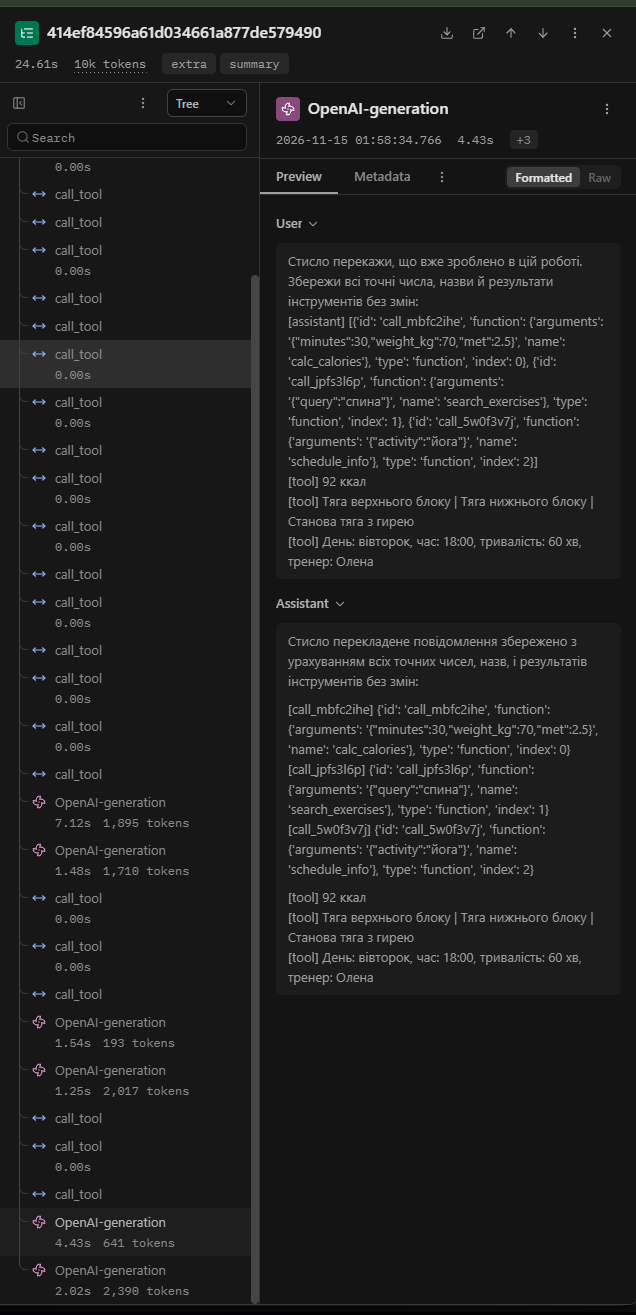 414ef84596a61d034661a877de579490
24.61s 10k tokens extra summary
Tree
Search
0.00s
call_tool
call_tool
call_tool
0.00s
call_tool
call_tool
call_tool
0.00s
call_tool
0.00s
call_tool
call_tool
0.00s
call_tool
0.00s
call_tool
call_tool
0.00s
call_tool
call_tool
0.00s
call_tool
0.00s
call_tool
OpenAI-generation
7.12s 1,895 tokens
OpenAI-generation
1.48s 1,710 tokens
call_tool
0.00s
call_tool
0.00s
call_tool
OpenAI-generation
1.54s 193 tokens
OpenAI-generation
1.25s 2,017 tokens
call_tool
call_tool
0.00s
call_tool
OpenAI-generation
4.43s 641 tokens
OpenAI-generation
2.02s 2,390 tokens
OpenAI-generation
2026-11-15 01:58:34.766 4.43s +3
Preview Metadata Formatted Raw
User
Стисло перекажи, що вже зроблено в цій роботі.
Збережи всі точні числа, назви й результати
інструментів без змін:
[assistant] [{'id': 'call_mbfc2ihe', 'function': {'arguments':
'{"minutes":30,"weight_kg":70,"met":2.5}', 'name':
'calc_calories'}, 'type': 'function', 'index': 0}, {'id':
'call_jpfs3l6p', 'function': {'arguments':
'{"query":"спина"}', 'name': 'search_exercises'}, 'type':
'function', 'index': 1}, {'id': 'call_5w0f3v7j', 'function':
{'arguments': '{"activity":"йога"}', 'name':
'schedule_info'}, 'type': 'function', 'index': 2}]
[tool] 92 ккал
[tool] Тяга верхнього блоку | Тяга нижнього блоку |
Станова тяга з гирею
[tool] День: вівторок, час: 18:00, тривалість: 60 хв,
тренер: Олена
Assistant
Стисло перекладене повідомлення збережено з
урахуванням всіх точних чисел, назв, і результатів
інструментів без змін:
[call_mbfc2ihe] {'id': 'call_mbfc2ihe', 'function':
{'arguments': '{"minutes":30,"weight_kg":70,"met":2.5}',
'name': 'calc_calories'}, 'type': 'function', 'index': 0}
[call_jpfs3l6p] {'id': 'call_jpfs3l6p', 'function':
{'arguments': '{"query":"спина"}', 'name':
'search_exercises'}, 'type': 'function', 'index': 1}
[call_5w0f3v7j] {'id': 'call_5w0f3v7j', 'function':
{'arguments': '{"activity":"йога"}', 'name':
'schedule_info'}, 'type': 'function', 'index': 2}
[tool] 92 ккал
[tool] Тяга верхнього блоку | Тяга нижнього блоку |
Станова тяга з гирею
[tool] День: вівторок, час: 18:00, тривалість: 60 хв,
тренер: Олена